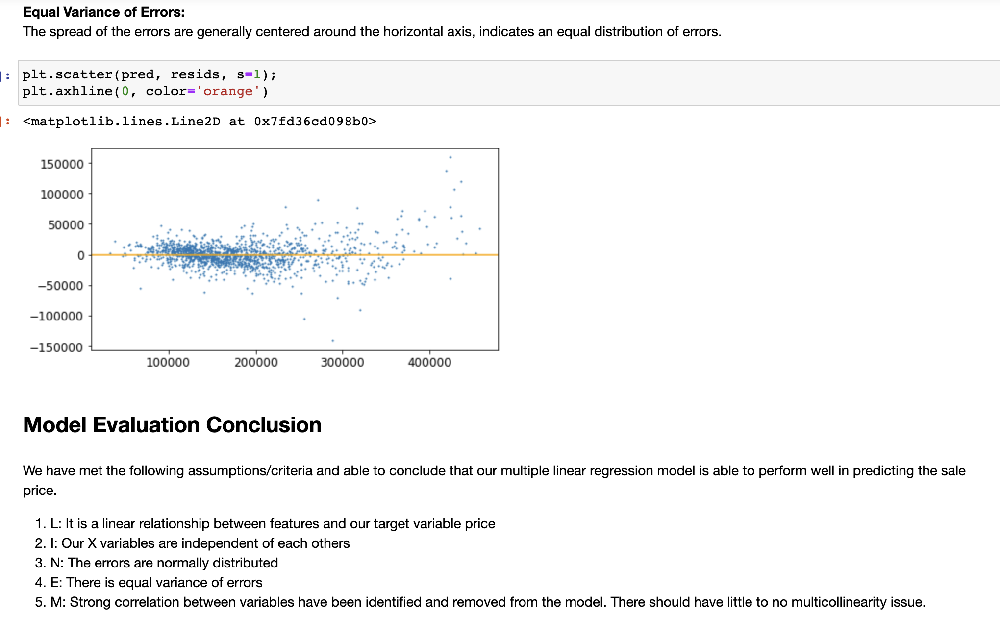 Equal Variance of Errors:
The spread of the errors are generally centered around the horizontal axis, indicates an equal distribution of errors.
]: plt.scatter(pred, resids, s=1);
plt.axhline(0, color='orange')
]: <matplotlib.lines.Line2D at 0x7fd36cd098b0>
150000
100000
50000
0
−50000
−100000
−150000
100000 200000 300000 400000
Model Evaluation Conclusion
We have met the following assumptions/criteria and able to conclude that our multiple linear regression model is able to perform well in predicting the sale
price.
1. L: It is a linear relationship between features and our target variable price
2. I: Our X variables are independent of each others
3. N: The errors are normally distributed
4. E: There is equal variance of errors
5. M: Strong correlation between variables have been identified and removed from the model. There should have little to no multicollinearity issue.